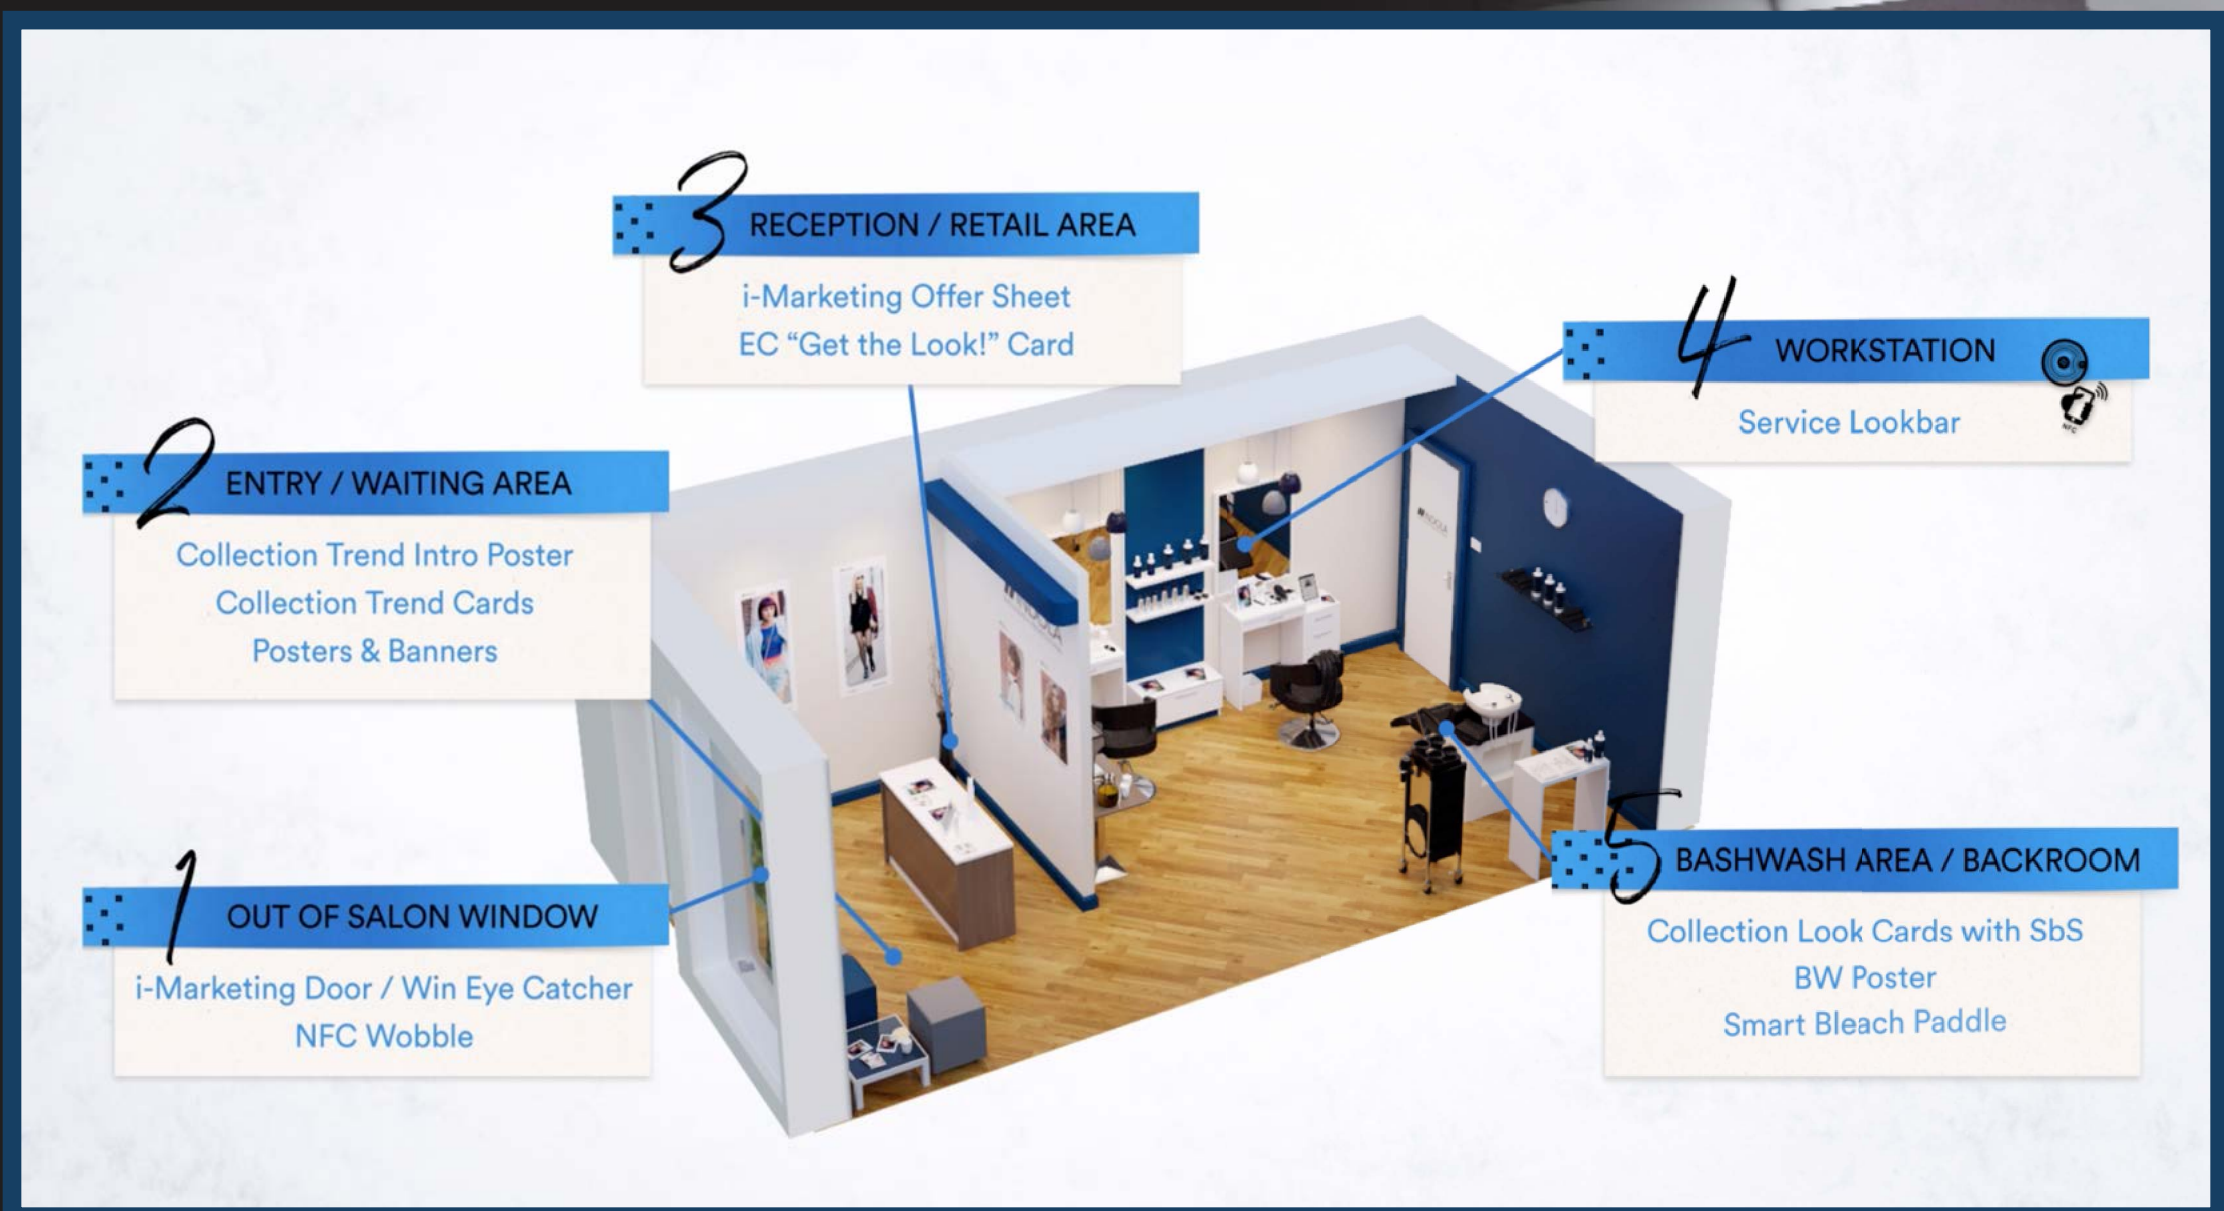 1
OUT OF SALON WINDOW
i-Marketing Door / Win Eye Catcher
NFC Wobble
2
ENTRY / WAITING AREA
Collection Trend Intro Poster
Collection Trend Cards
Posters & Banners
3
RECEPTION / RETAIL AREA
i-Marketing Offer Sheet
EC “Get the Look!” Card
4
WORKSTATION
NFC
Service Lookbar
5
BASHWASH AREA / BACKROOM
Collection Look Cards with SbS
BW Poster
Smart Bleach Paddle
INDOLA